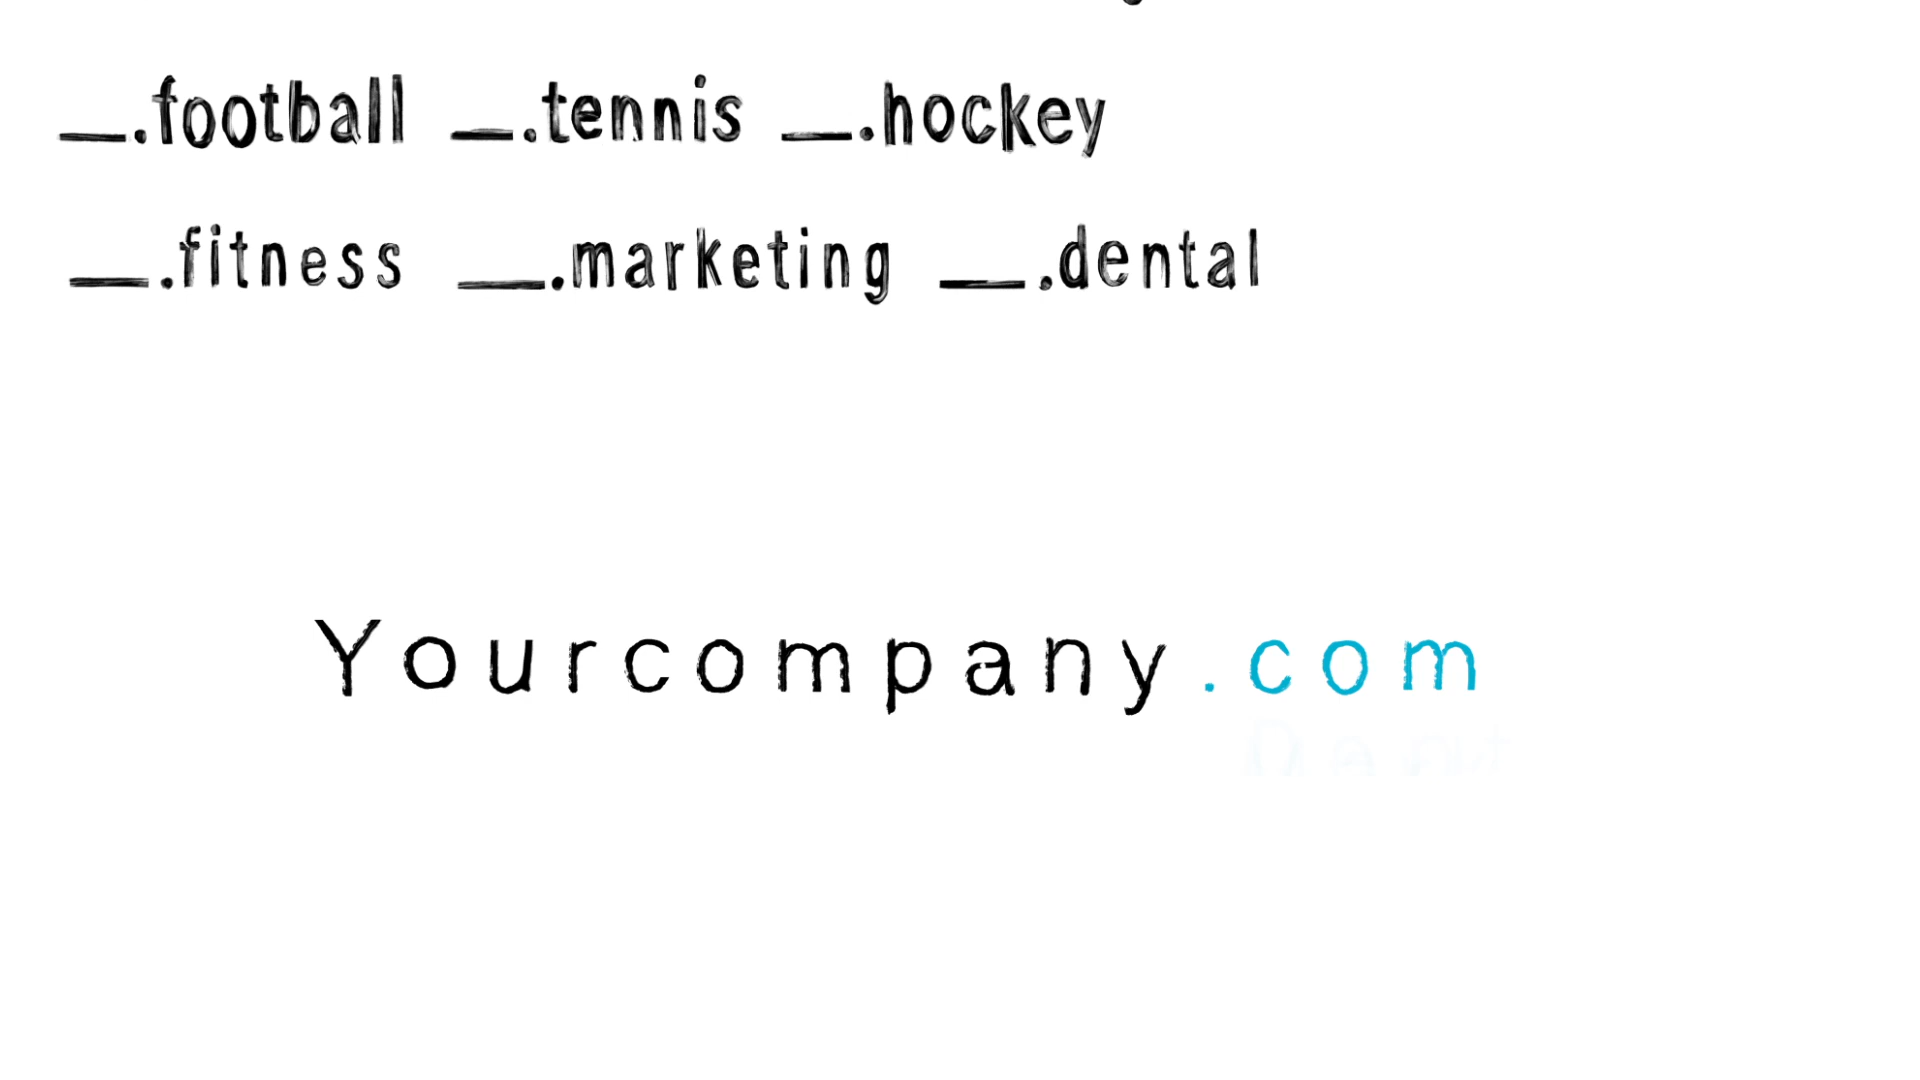 __.football __.tennis __.hockey
__.fitness __.marketing __.dental
Yourcompany.com